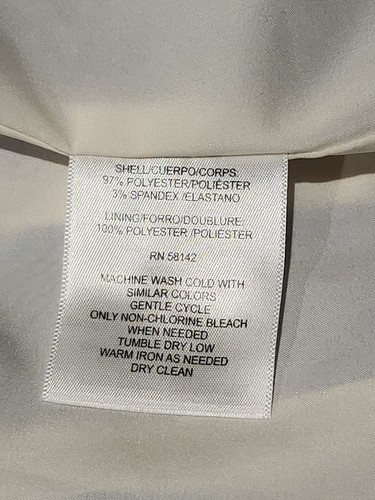 SHELL/CUERPO/CORPS:
97% POLYESTER/POLIÉSTER
3% SPANDEX /ELASTANO
LINING/FORRO/DOUBLURE:
100% POLYESTER /POLIÉSTER
RN 58142
MACHINE WASH COLD WITH
SIMILAR COLORS
GENTLE CYCLE
ONLY NON-CHLORINE BLEACH
WHEN NEEDED
TUMBLE DRY LOW
WARM IRON AS NEEDED
DRY CLEAN